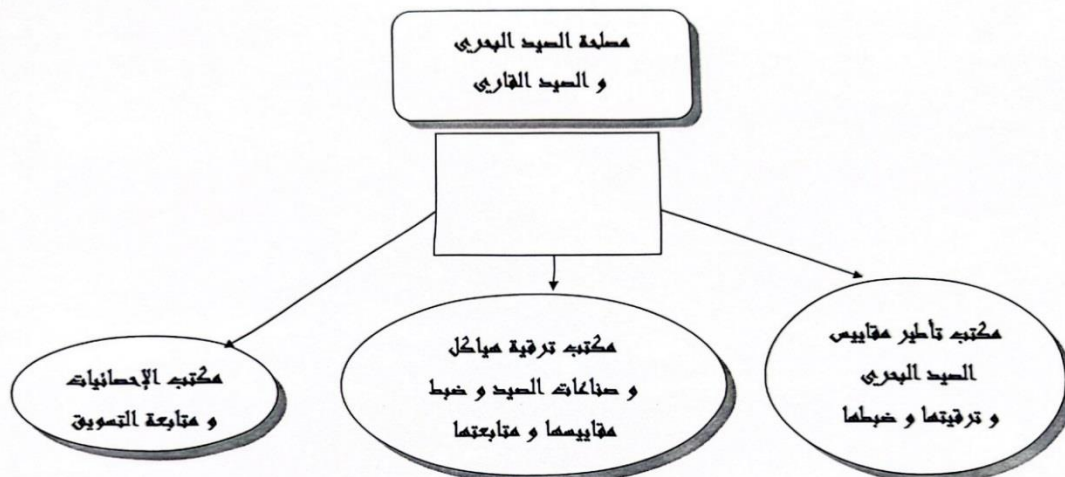 مصلحة الصيد البحري
و الصيد القاري
مكتب تأطير مقاييس
الصيد البحري
و ترقيتها و ضبطها
مكتب ترقية هياكل
و صناعات الصيد و ضبط
مقاييسها و متابعتها
مكتب الإحصائيات
و متابعة التسويق